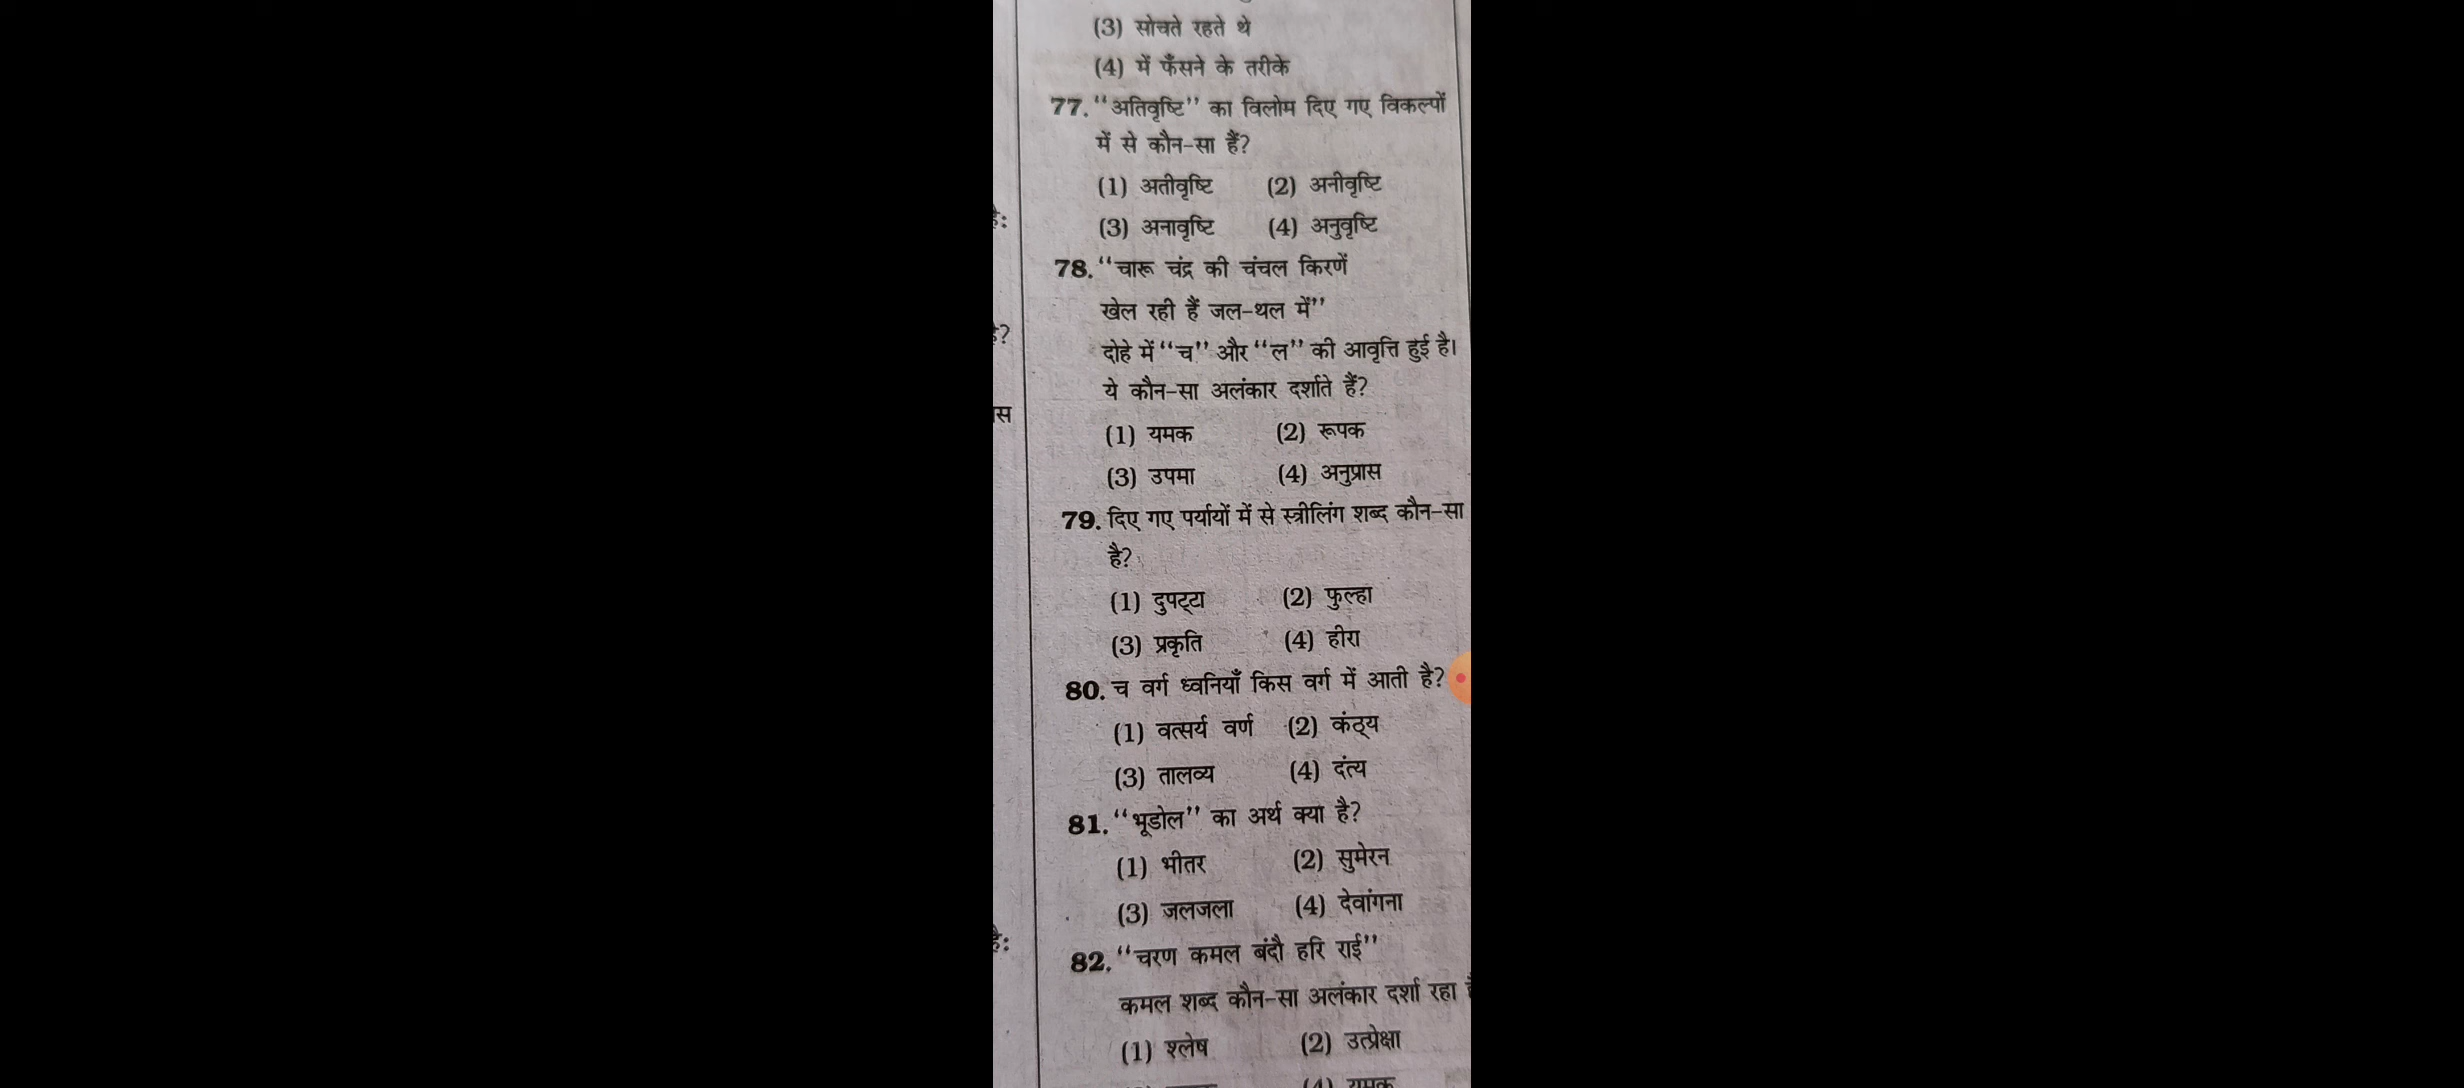 (3) सोचते रहते थे
(4) में फँसने के तरीके
77. "अतिवृष्टि" का विलोम दिए गए विकल्पों
में से कौन-सा हैं?
(1) अतीवृष्टि (2) अनीवृष्टि
(3) अनावृष्टि (4) अनुवृष्टि
78. "चारू चंद्र की चंचल किरणें
खेल रही हैं जल-थल में"
दोहे में "च" और "ल" की आवृत्ति हुई है।
ये कौन-सा अलंकार दर्शाते हैं?
(1) यमक (2) रूपक
(3) उपमा (4) अनुप्रास
79. दिए गए पर्यायों में से स्त्रीलिंग शब्द कौन-सा
है?
(1) दुपट्टा (2) फुल्हा
(3) प्रकृति (4) हीरा
80. च वर्ग ध्वनियाँ किस वर्ग में आती है?
(1) वत्सर्य वर्ण (2) कंठ्य
(3) तालव्य (4) दंत्य
81. "भूडोल" का अर्थ क्या है?
(1) भीतर (2) सुमेरन
(3) जलजला (4) देवांगना
82. "चरण कमल बंदौ हरि राई"
कमल शब्द कौन-सा अलंकार दर्शा रहा
(1) श्लेष (2) उत्प्रेक्षा
(4) यमक